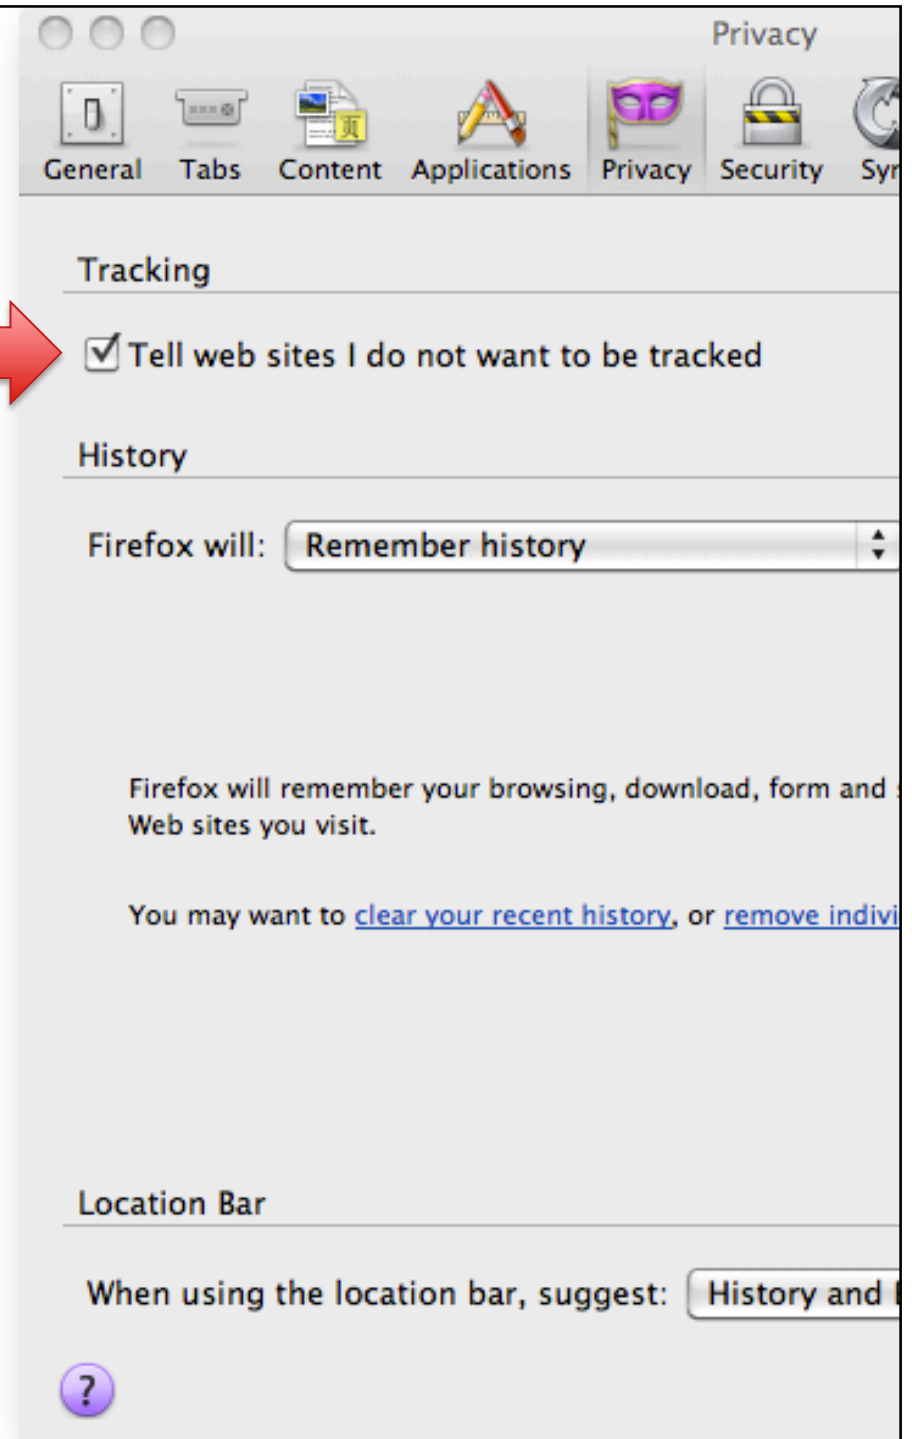 Privacy
General Tabs Content Applications Privacy Security
Tracking
Tell web sites I do not want to be tracked
History
Firefox will: Remember history
Firefox will remember your browsing, download, form and
Web sites you visit.
You may want to clear your recent history, or remove
Location Bar
When using the location bar, suggest: History and
?